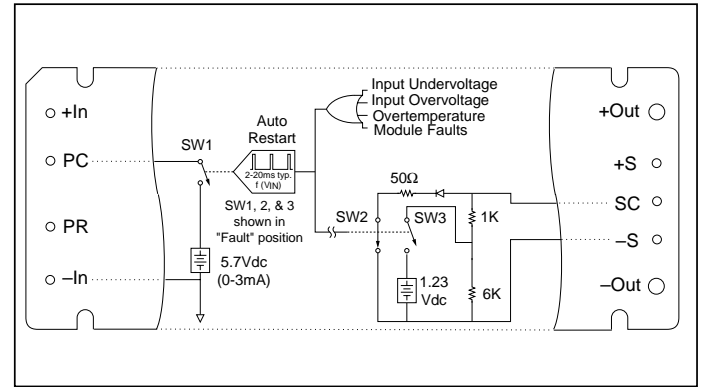 +In
PC
PR
–In
SW1
Auto
Restart
2-20ms typ.
f (VIN)
SW1, 2, & 3
shown in
"Fault" position
5.7Vdc
(0-3mA)
Input Undervoltage
Input Overvoltage
Overtemperature
Module Faults
50Ω
SW2
SW3
1K
1.23
Vdc
6K
+Out
+S
SC
–S
–Out